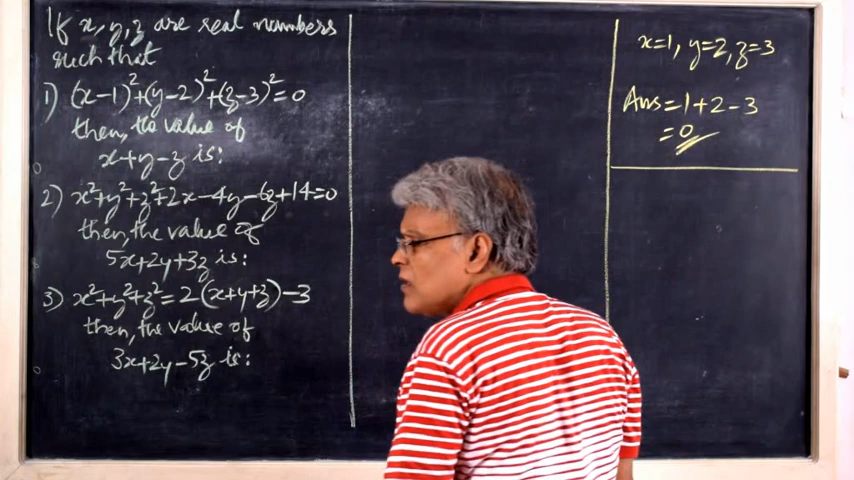 If x, y, z are real numbers
such that
1) (x-1)²+(y-2)²+(z-3)²=0
then, the value of
x+y-z is:
2) x²+y²+z²+2x-4y-6z+14=0
then, the value of
5x+2y+3z is:
3) x²+y²+z²=2(x+y+z)-3
then, the value of
3x+2y-5z is:
x=1, y=2, z=3
Ans=1+2-3
=0